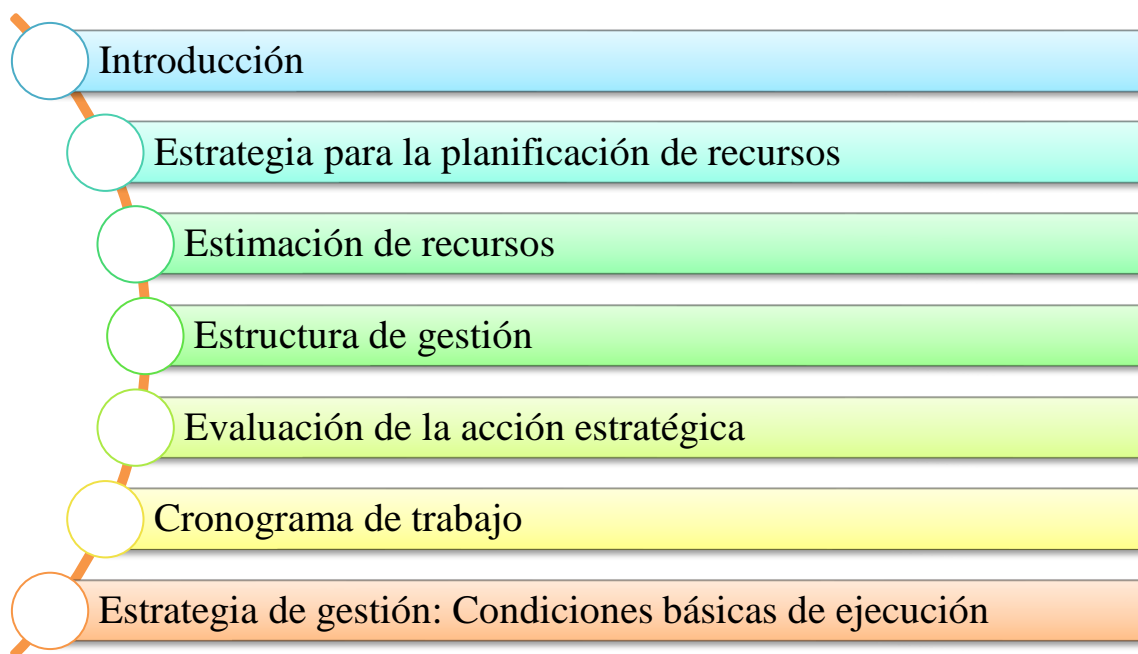 Introducción
Estrategia para la planificación de recursos
Estimación de recursos
Estructura de gestión
Evaluación de la acción estratégica
Cronograma de trabajo
Estrategia de gestión: Condiciones básicas de ejecución